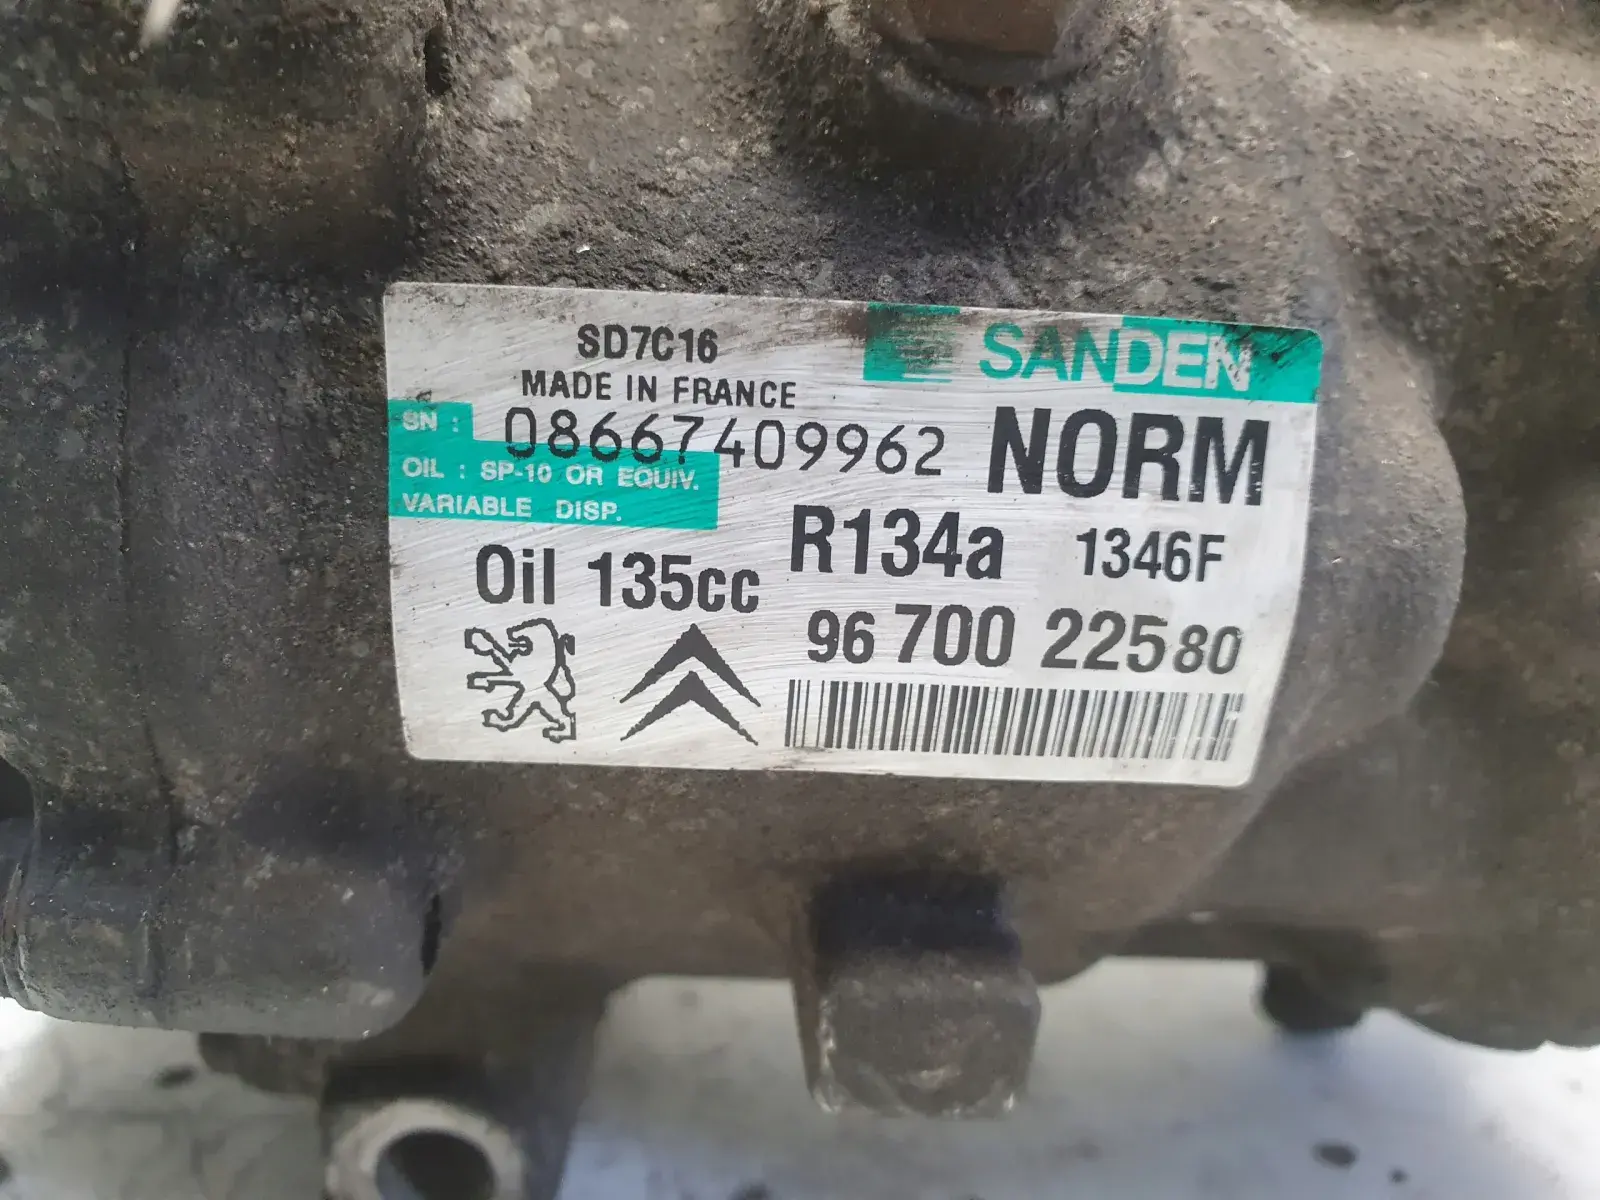 SD7C16
SANDEN
MADE IN FRANCE
SN : 08667409962
NORM
OIL : SP-10 OR EQUIV.
VARIABLE DISP.
R134a 1346F
Oil 135cc
96 700 225 80